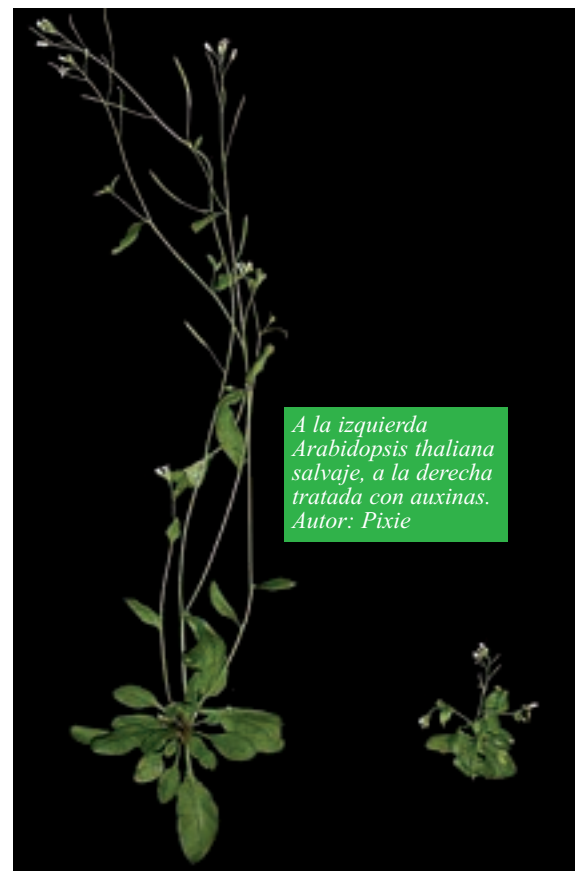 A la izquierda
Arabidopsis thaliana
salvaje, a la derecha
tratada con auxinas.
Autor: Pixie